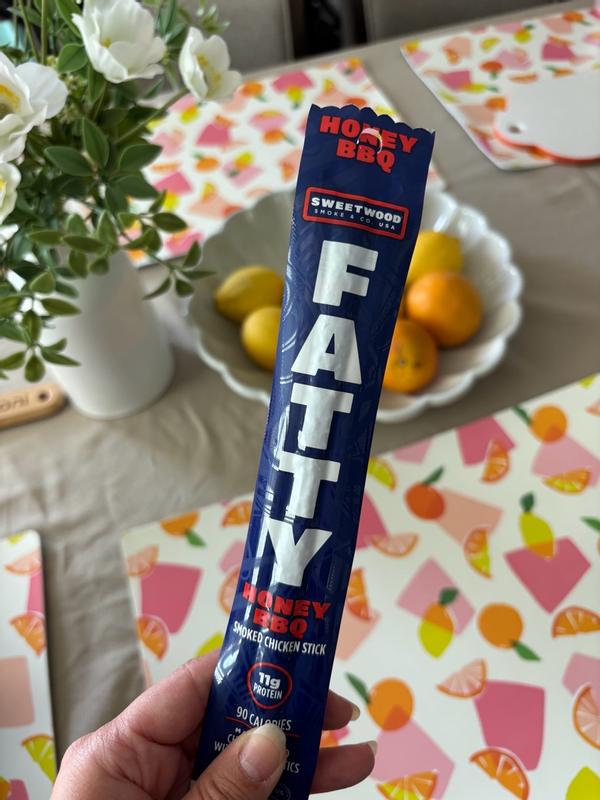 HONEY
BBQ
SWEETWOOD
SMOKE & CO. USA
FATTY
HONEY
BBQ
SMOKED CHICKEN STICK
11g
PROTEIN
90 CALORIES